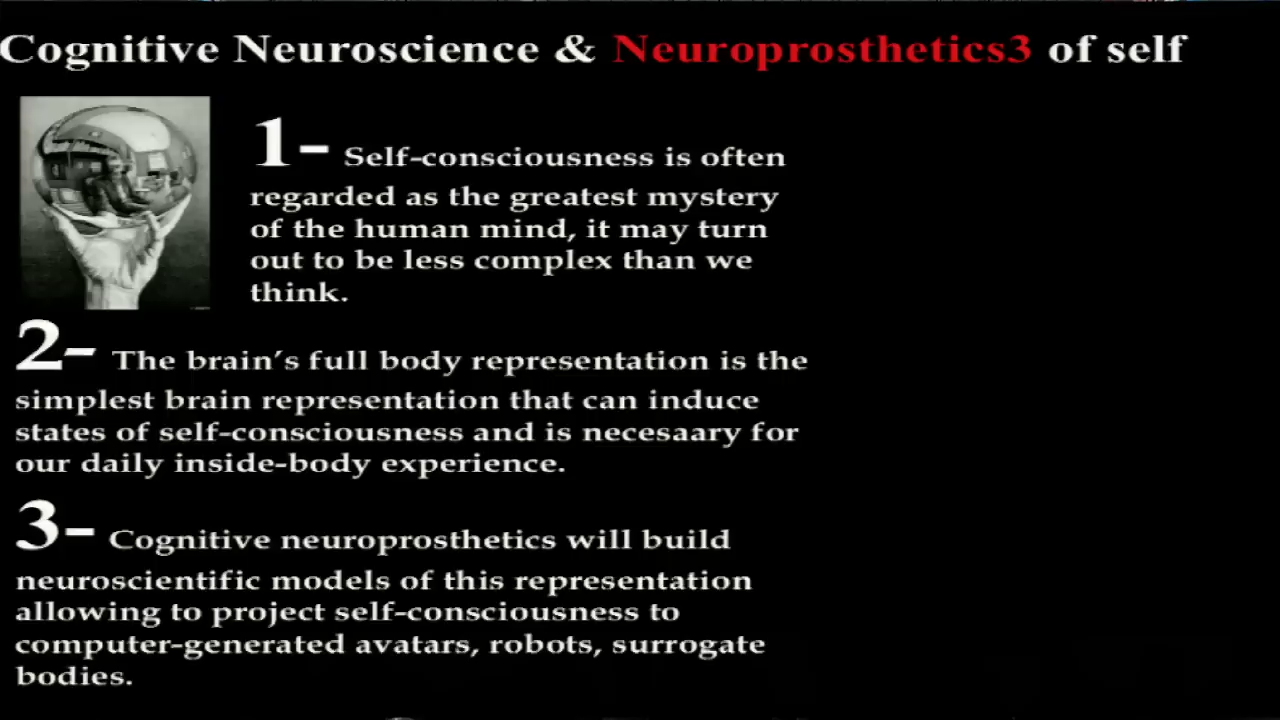 Cognitive Neuroscience & Neuroprosthetics3 of self
1- Self-consciousness is often
regarded as the greatest mystery
of the human mind, it may turn
out to be less complex than we
think.
2- The brain's full body representation is the
simplest brain representation that can induce
states of self-consciousness and is necesaary for
our daily inside-body experience.
3- Cognitive neuroprosthetics will build
neuroscientific models of this representation
allowing to project self-consciousness to
computer-generated avatars, robots, surrogate
bodies.